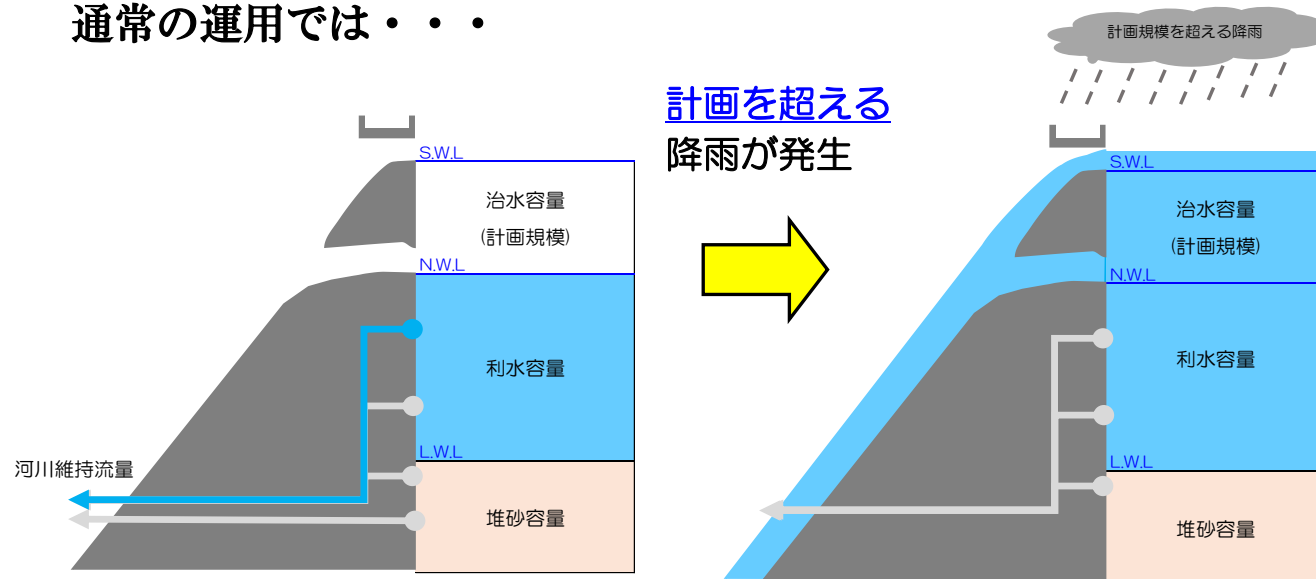 通常の運用では・・・
計画規模を超える降雨
計画を超える
降雨が発生
S.W.L
治水容量
(計画規模)
N.W.L
利水容量
L.W.L
河川維持流量
堆砂容量
S.W.L
治水容量
(計画規模)
N.W.L
利水容量
L.W.L
堆砂容量